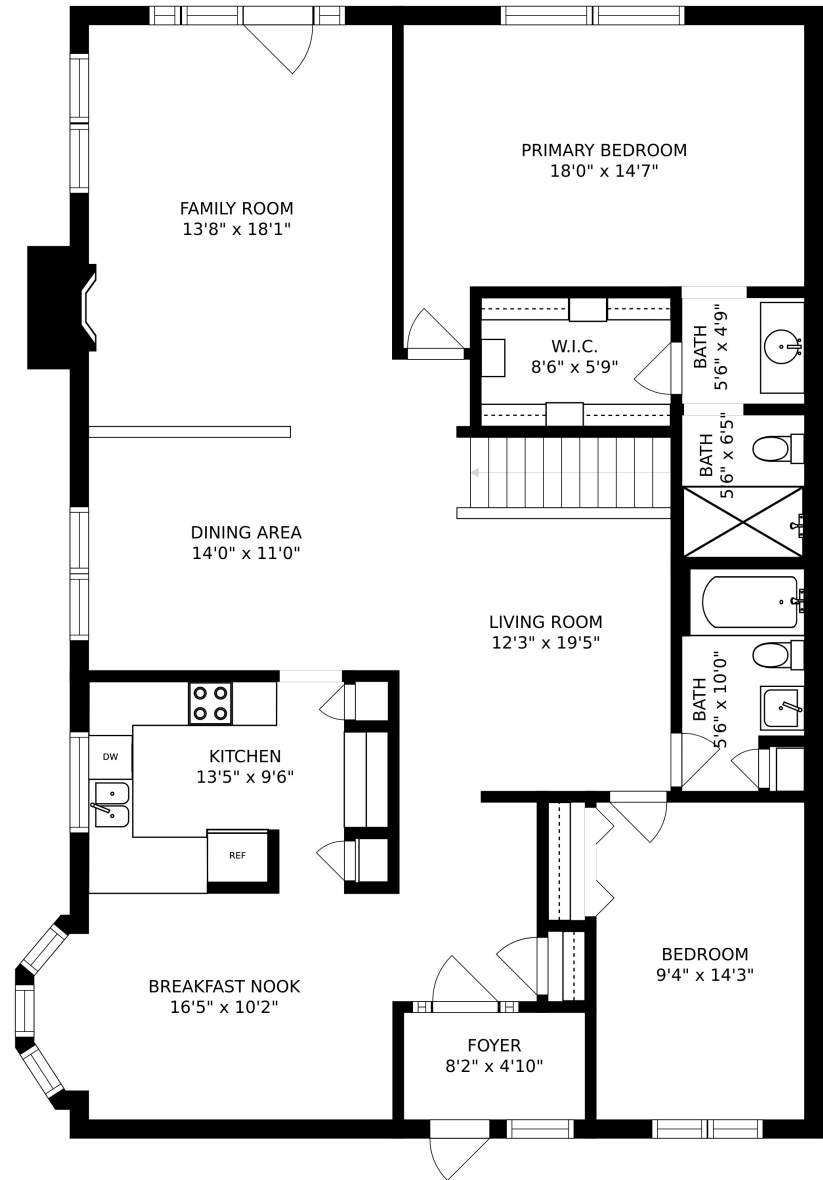 PRIMARY BEDROOM
18'0" x 14'7"
FAMILY ROOM
13'8" x 18'1"
W.I.C.
8'6" x 5'9"
BATH
5'6" x 4'9"
BATH
5'6" x 6'5"
DINING AREA
14'0" x 11'0"
LIVING ROOM
12'3" x 19'5"
BATH
5'6" x 10'0"
KITCHEN
13'5" x 9'6"
DW
REF
BREAKFAST NOOK
16'5" x 10'2"
BEDROOM
9'4" x 14'3"
FOYER
8'2" x 4'10"